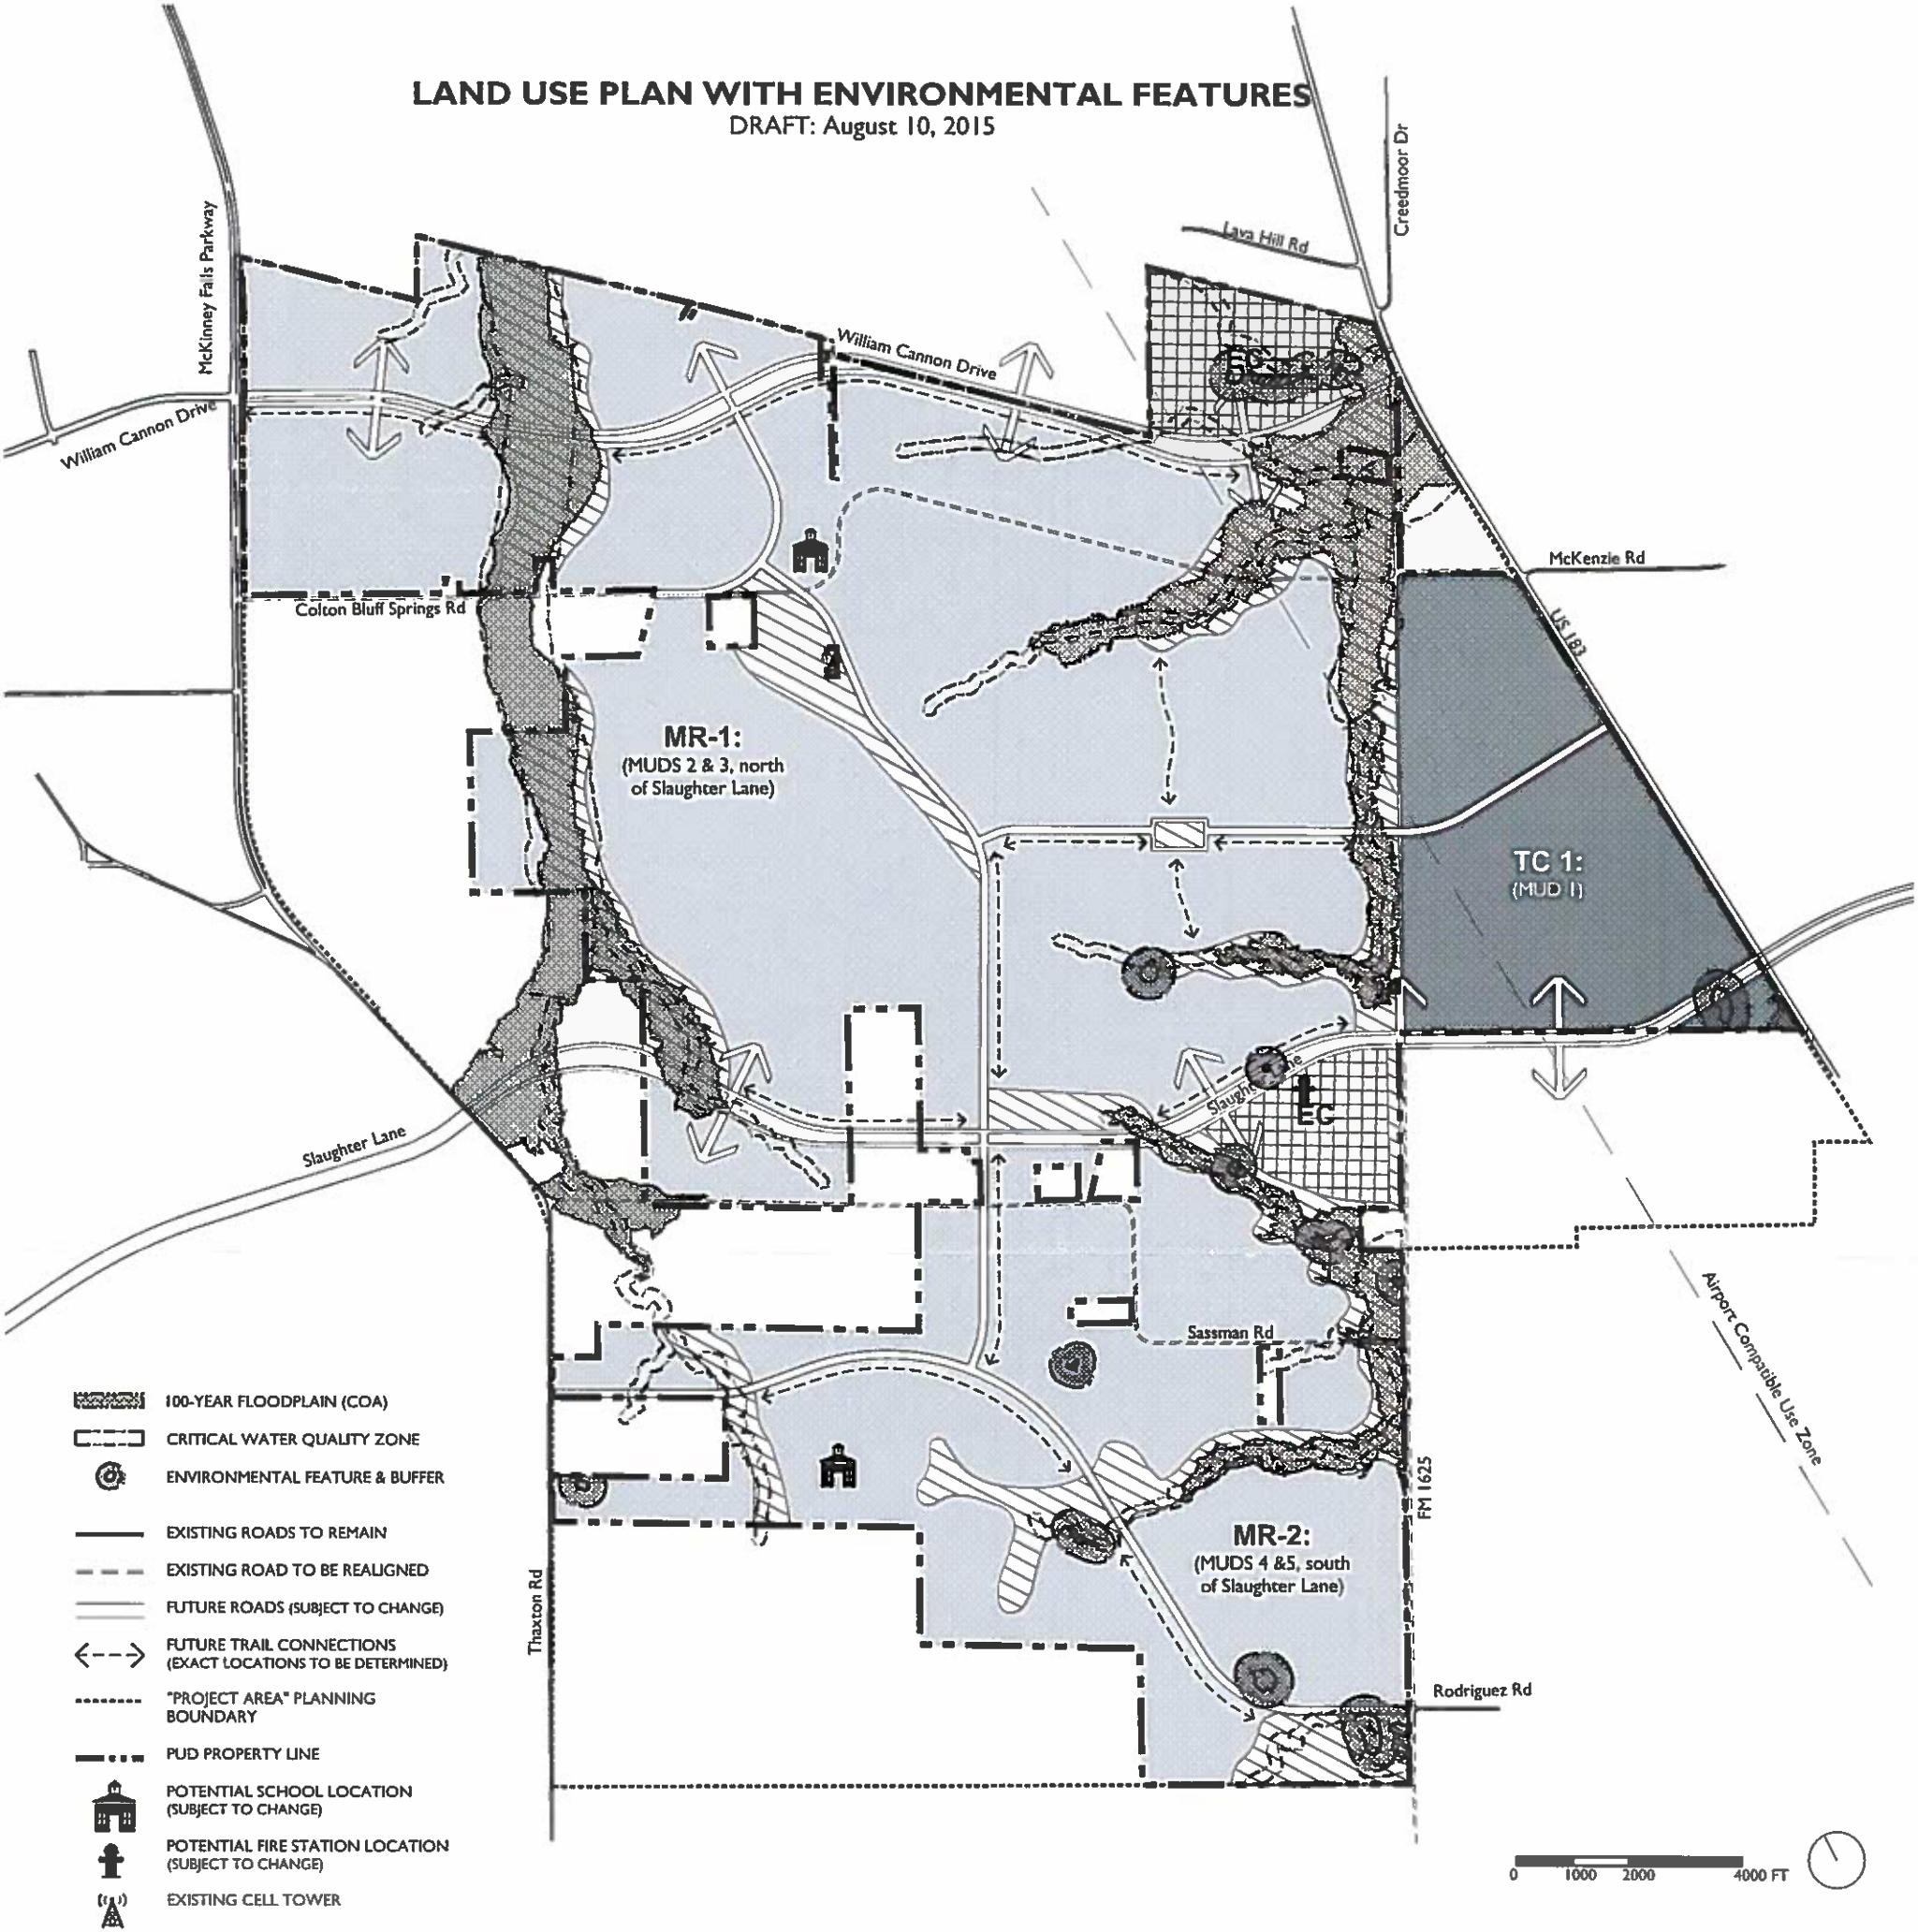 LAND USE PLAN WITH ENVIRONMENTAL FEATURES
DRAFT: August 10, 2015
Creedmoor Dr
Lava Hill Rd
McKinney Falls Parkway
William Cannon Drive
William Cannon Drive
EC
McKenzie Rd
Colton Bluff Springs Rd
US 183
MR-1:
(MUDS 2 & 3, north
of Slaughter Lane)
TC 1:
(MUD 1)
EC
Slaughter Lane
Airport Compatible Use Zone
Sassman Rd
FM 1625
MR-2:
(MUDS 4 &5, south
of Slaughter Lane)
Thaxton Rd
Rodriguez Rd
100-YEAR FLOODPLAIN (COA)
CRITICAL WATER QUALITY ZONE
ENVIRONMENTAL FEATURE & BUFFER
EXISTING ROADS TO REMAIN
EXISTING ROAD TO BE REALIGNED
FUTURE ROADS (SUBJECT TO CHANGE)
FUTURE TRAIL CONNECTIONS
(EXACT LOCATIONS TO BE DETERMINED)
"PROJECT AREA" PLANNING
BOUNDARY
PUD PROPERTY LINE
POTENTIAL SCHOOL LOCATION
(SUBJECT TO CHANGE)
POTENTIAL FIRE STATION LOCATION
(SUBJECT TO CHANGE)
EXISTING CELL TOWER
0 1000 2000 4000 FT